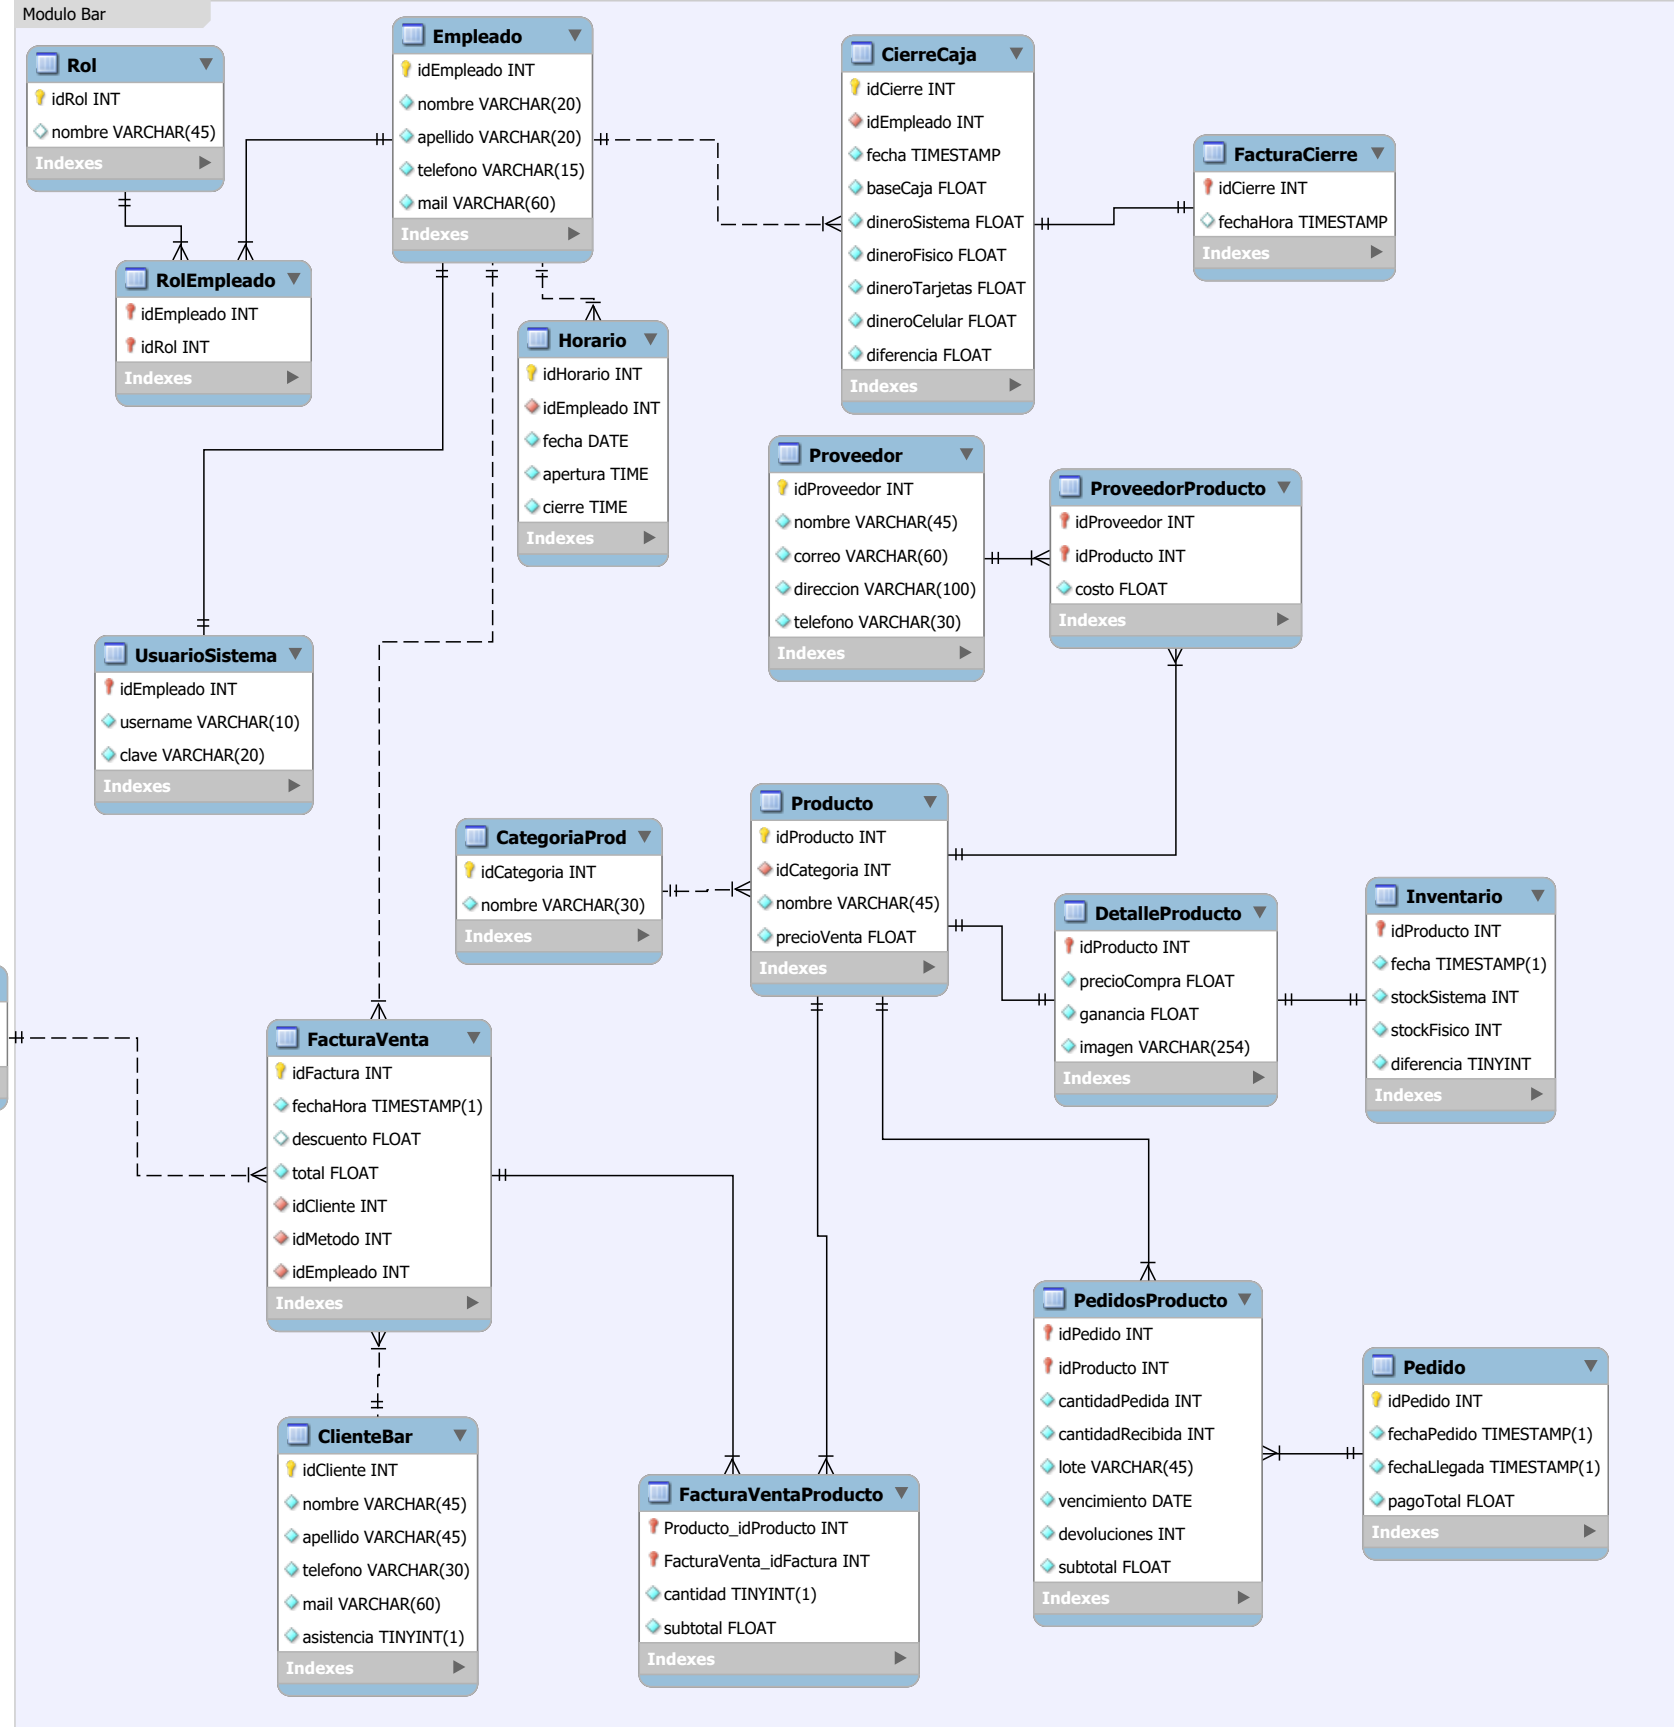 Modulo Bar
Rol
idRol INT
nombre VARCHAR(45)
Indexes
Empleado
idEmpleado INT
nombre VARCHAR(20)
apellido VARCHAR(20)
telefono VARCHAR(15)
mail VARCHAR(60)
Indexes
CierreCaja
idCierre INT
idEmpleado INT
fecha TIMESTAMP
baseCaja FLOAT
dineroSistema FLOAT
dineroFisico FLOAT
dineroTarjetas FLOAT
dineroCelular FLOAT
diferencia FLOAT
Indexes
FacturaCierre
idCierre INT
fechaHora TIMESTAMP
Indexes
RolEmpleado
idEmpleado INT
idRol INT
Indexes
Horario
idHorario INT
idEmpleado INT
fecha DATE
apertura TIME
cierre TIME
Indexes
Proveedor
idProveedor INT
nombre VARCHAR(45)
correo VARCHAR(60)
direccion VARCHAR(100)
telefono VARCHAR(30)
Indexes
ProveedorProducto
idProveedor INT
idProducto INT
costo FLOAT
Indexes
UsuarioSistema
idEmpleado INT
username VARCHAR(10)
clave VARCHAR(20)
Indexes
CategoriaProd
idCategoria INT
nombre VARCHAR(30)
Indexes
Producto
idProducto INT
idCategoria INT
nombre VARCHAR(45)
precioVenta FLOAT
Indexes
DetalleProducto
idProducto INT
precioCompra FLOAT
ganancia FLOAT
imagen VARCHAR(254)
Indexes
Inventario
idProducto INT
fecha TIMESTAMP(1)
stockSistema INT
stockFisico INT
diferencia TINYINT
Indexes
FacturaVenta
idFactura INT
fechaHora TIMESTAMP(1)
descuento FLOAT
total FLOAT
idCliente INT
idMetodo INT
idEmpleado INT
Indexes
PedidosProducto
idPedido INT
idProducto INT
cantidadPedida INT
cantidadRecibida INT
lote VARCHAR(45)
vencimiento DATE
devoluciones INT
subtotal FLOAT
Indexes
Pedido
idPedido INT
fechaPedido TIMESTAMP(1)
fechaLlegada TIMESTAMP(1)
pagoTotal FLOAT
Indexes
ClienteBar
idCliente INT
nombre VARCHAR(45)
apellido VARCHAR(45)
telefono VARCHAR(30)
mail VARCHAR(60)
asistencia TINYINT(1)
Indexes
FacturaVentaProducto
Producto_idProducto INT
FacturaVenta_idFactura INT
cantidad TINYINT(1)
subtotal FLOAT
Indexes